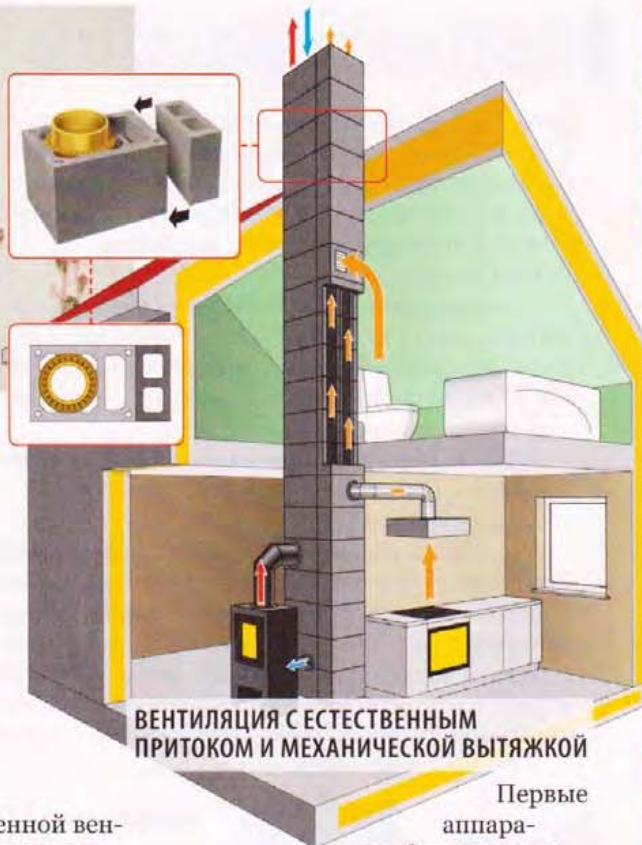 ВЕНТИЛЯЦИЯ С ЕСТЕСТВЕННЫМ
ПРИТОКОМ И МЕХАНИЧЕСКОЙ ВЫТЯЖКОЙ
Первые
енной вен-
аппара-